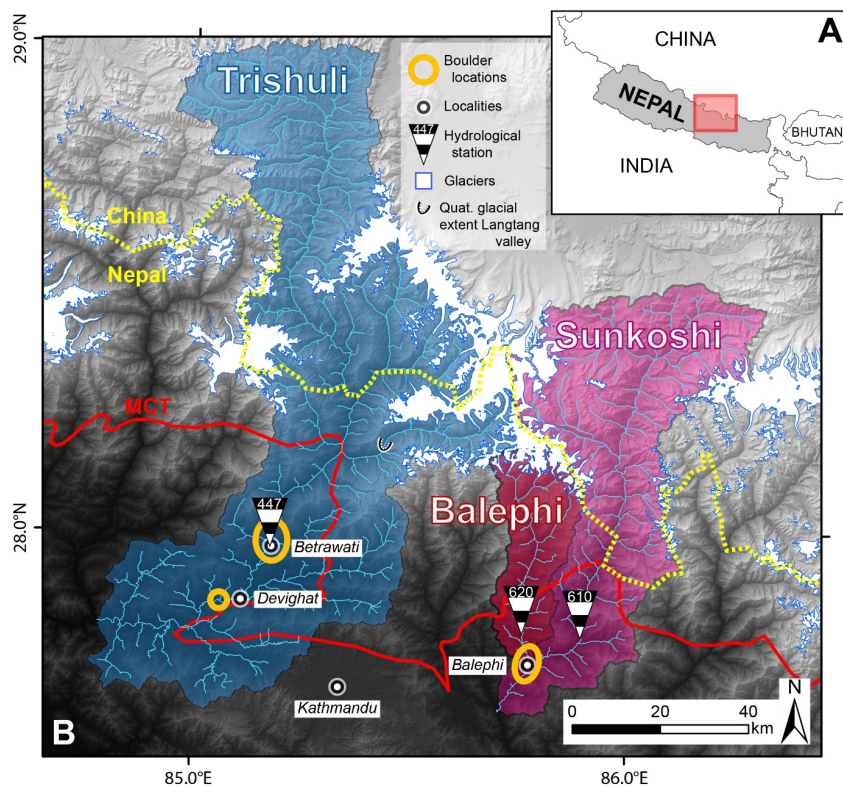 29.0°N
28.0°N
85.0°E
86.0°E
Trishuli
Boulder
locations
Localities
447
Hydrological
station
Glaciers
Quat. glacial
extent Langtang
valley
A
CHINA
NEPAL
BHUTAN
INDIA
China
Nepal
Sunkoshi
MCT
Balephi
447
Betrawati
Devighat
620
610
Balephi
Kathmandu
B
N
0 20 40
km